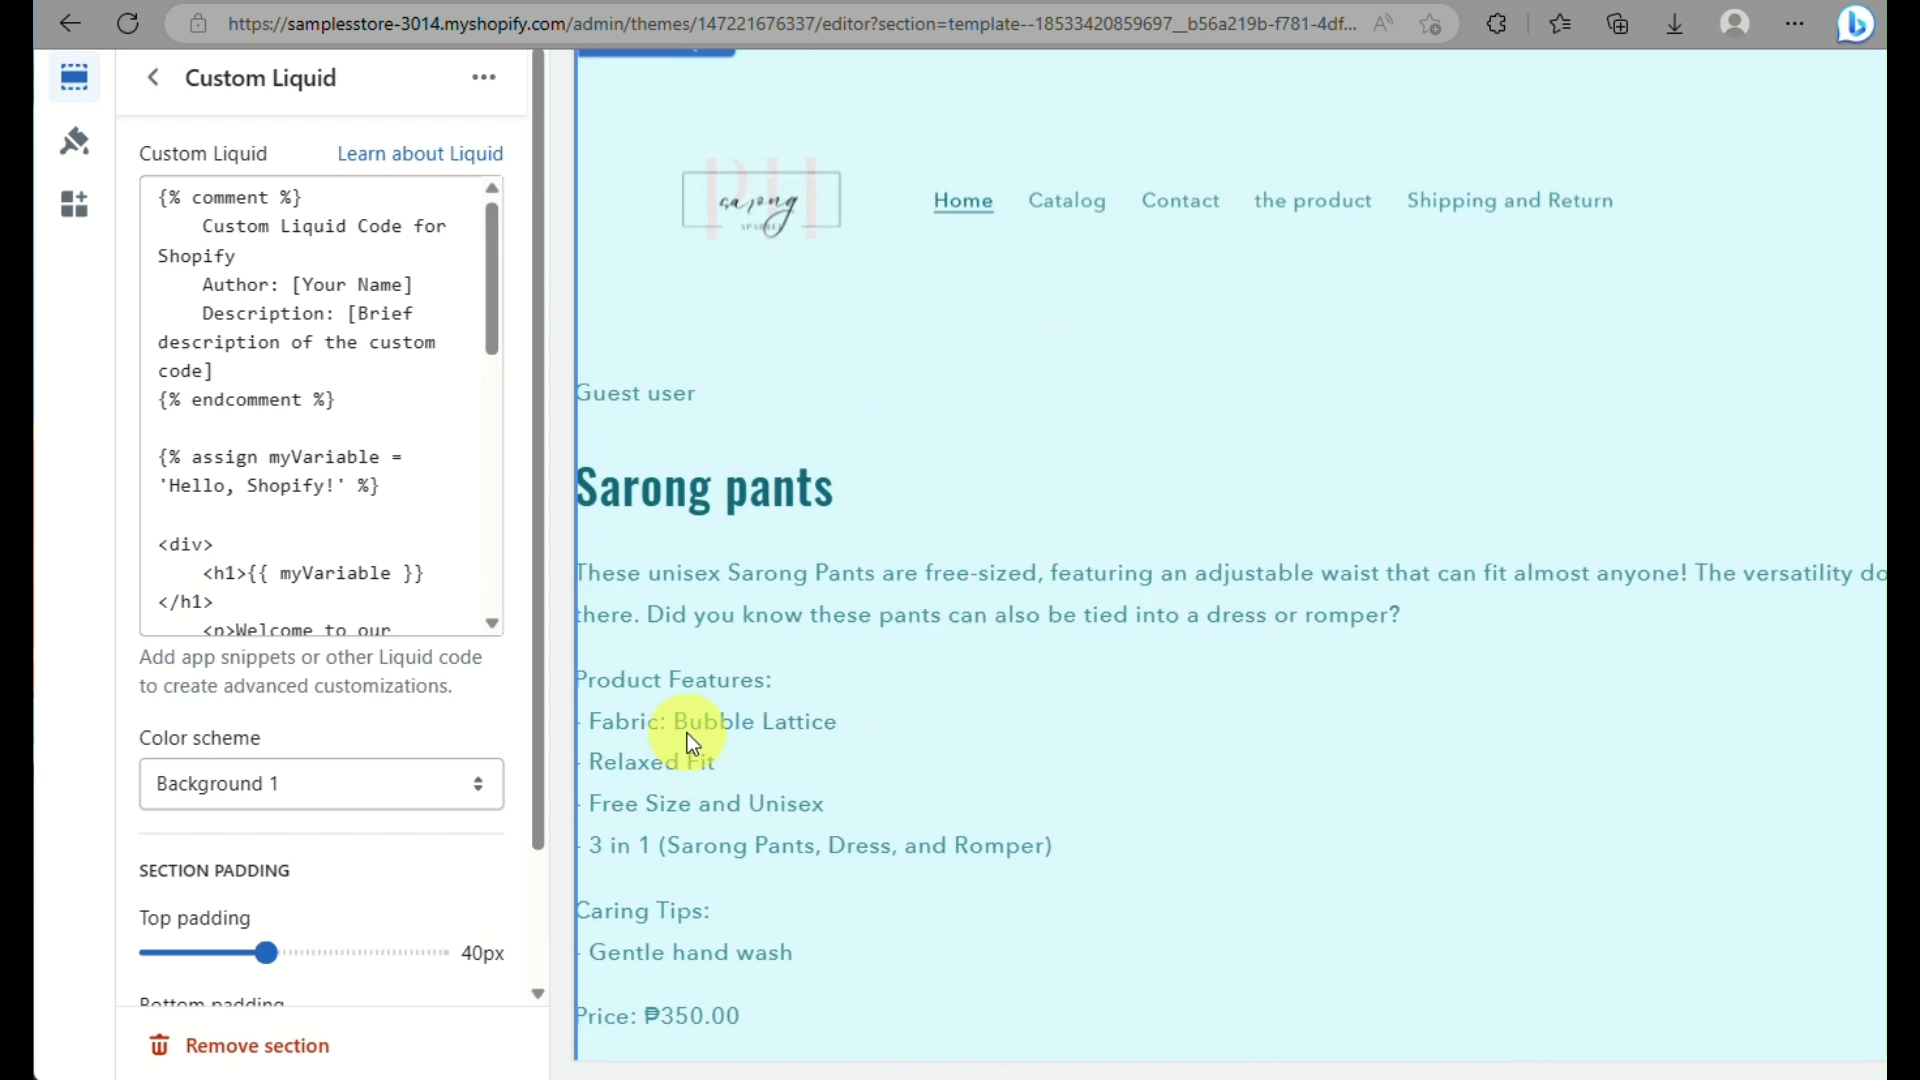 https://samplesstore-3014.myshopify.com/admin/themes/147221676337/editor?section=template--18533420859697__b56a219b-f781-4df...
Custom Liquid
Custom Liquid
Learn about Liquid
{% comment %}
Custom Liquid Code for
Shopify
Author: [Your Name]
Description: [Brief
description of the custom
code]
{% endcomment %}
{% assign myVariable =
'Hello, Shopify!' %}
<div>
<h1>{{ myVariable }}
</h1>
<p>Welcome to our
Add app snippets or other Liquid code
to create advanced customizations.
Color scheme
Background 1
SECTION PADDING
Top padding
40px
Bottom padding
Remove section
PH
sarong
Home
Catalog
Contact
the product
Shipping and Return
Guest user
Sarong pants
These unisex Sarong Pants are free-sized, featuring an adjustable waist that can fit almost anyone! The versatility do
there. Did you know these pants can also be tied into a dress or romper?
Product Features:
- Fabric: Bubble Lattice
- Relaxed Fit
- Free Size and Unisex
- 3 in 1 (Sarong Pants, Dress, and Romper)
Caring Tips:
- Gentle hand wash
Price: ₱350.00